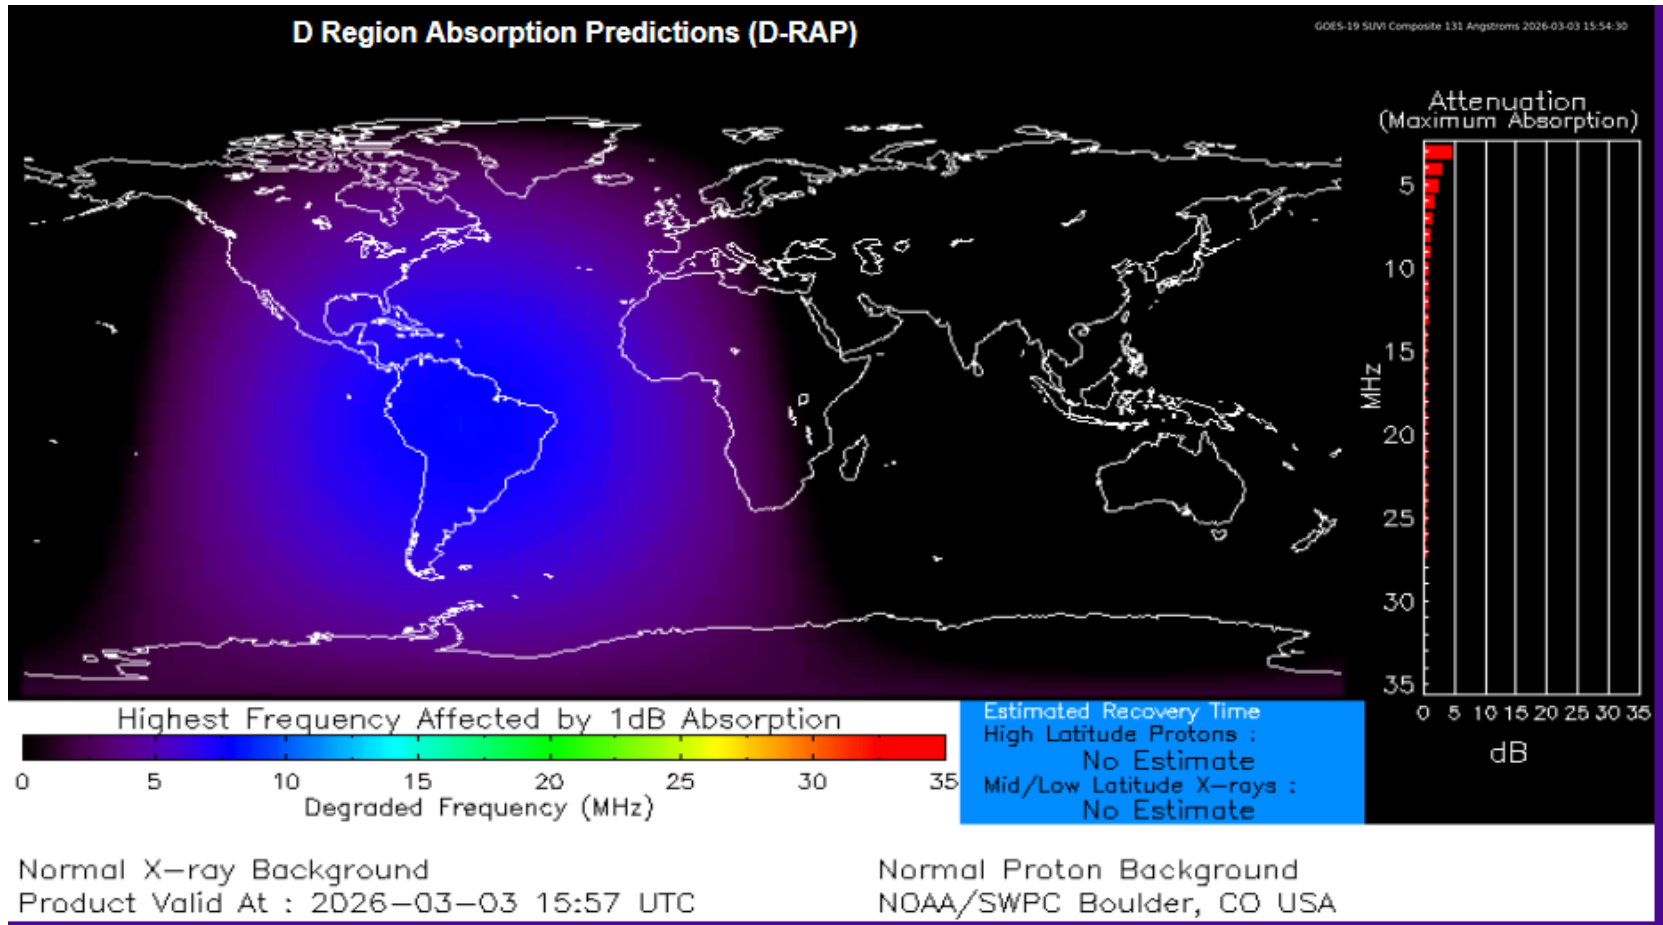 D Region Absorption Predictions (D-RAP)
GOES-19 SUVI Composite 131 Angstroms 2026-03-03 15:54:30
Attenuation
(Maximum Absorption)
5
10
15
20
25
30
35
MHz
0 5 10 15 20 25 30 35
dB
Highest Frequency Affected by 1dB Absorption
0 5 10 15 20 25 30 35
Degraded Frequency (MHz)
Estimated Recovery Time
High Latitude Protons :
No Estimate
Mid/Low Latitude X-rays :
No Estimate
Normal X-ray Background
Product Valid At : 2026-03-03 15:57 UTC
Normal Proton Background
NOAA/SWPC Boulder, CO USA